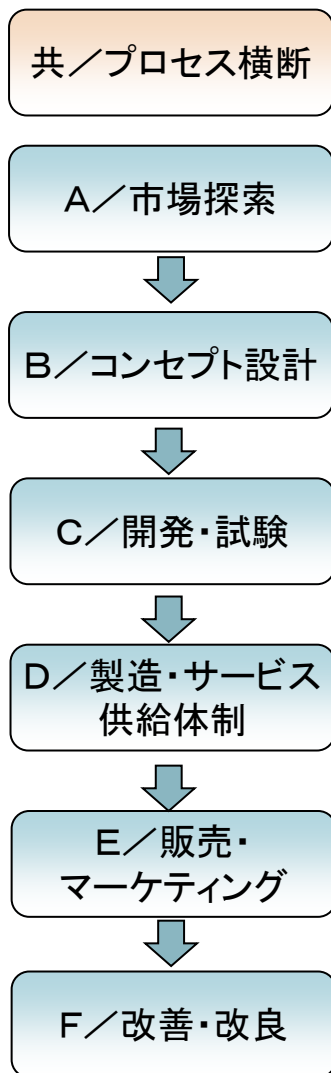 共／プロセス横断
Ａ／市場探索
Ｂ／コンセプト設計
Ｃ／開発・試験
Ｄ／製造・サービス
供給体制
Ｅ／販売・
マーケティング
Ｆ／改善・改良